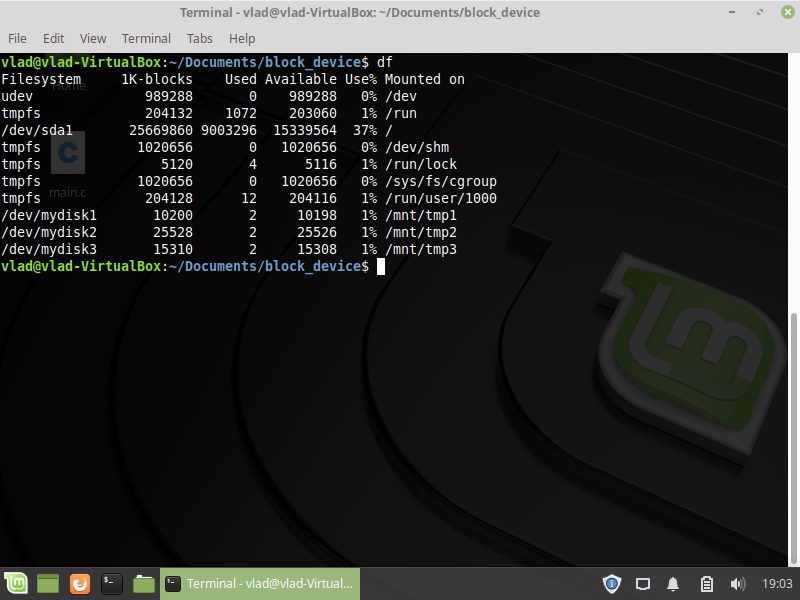 Terminal - vlad@vlad-VirtualBox: ~/Documents/block_device
File Edit View Terminal Tabs Help
vlad@vlad-VirtualBox:~/Documents/block_device$ df
Filesystem     1K-blocks    Used Available Use% Mounted on
udev              989288       0    989288   0% /dev
tmpfs             204132    1072    203060   1% /run
/dev/sda1       25669860 9003296  15339564  37% /
tmpfs            1020656       0   1020656   0% /dev/shm
tmpfs               5120       4      5116   1% /run/lock
tmpfs            1020656       0   1020656   0% /sys/fs/cgroup
tmpfs             204128      12    204116   1% /run/user/1000
/dev/mydisk1       10200       2     10198   1% /mnt/tmp1
/dev/mydisk2       25528       2     25526   1% /mnt/tmp2
/dev/mydisk3       15310       2     15308   1% /mnt/tmp3
vlad@vlad-VirtualBox:~/Documents/block_device$
Home
C
main.c
Terminal - vlad@vlad-Virtual...
19:03